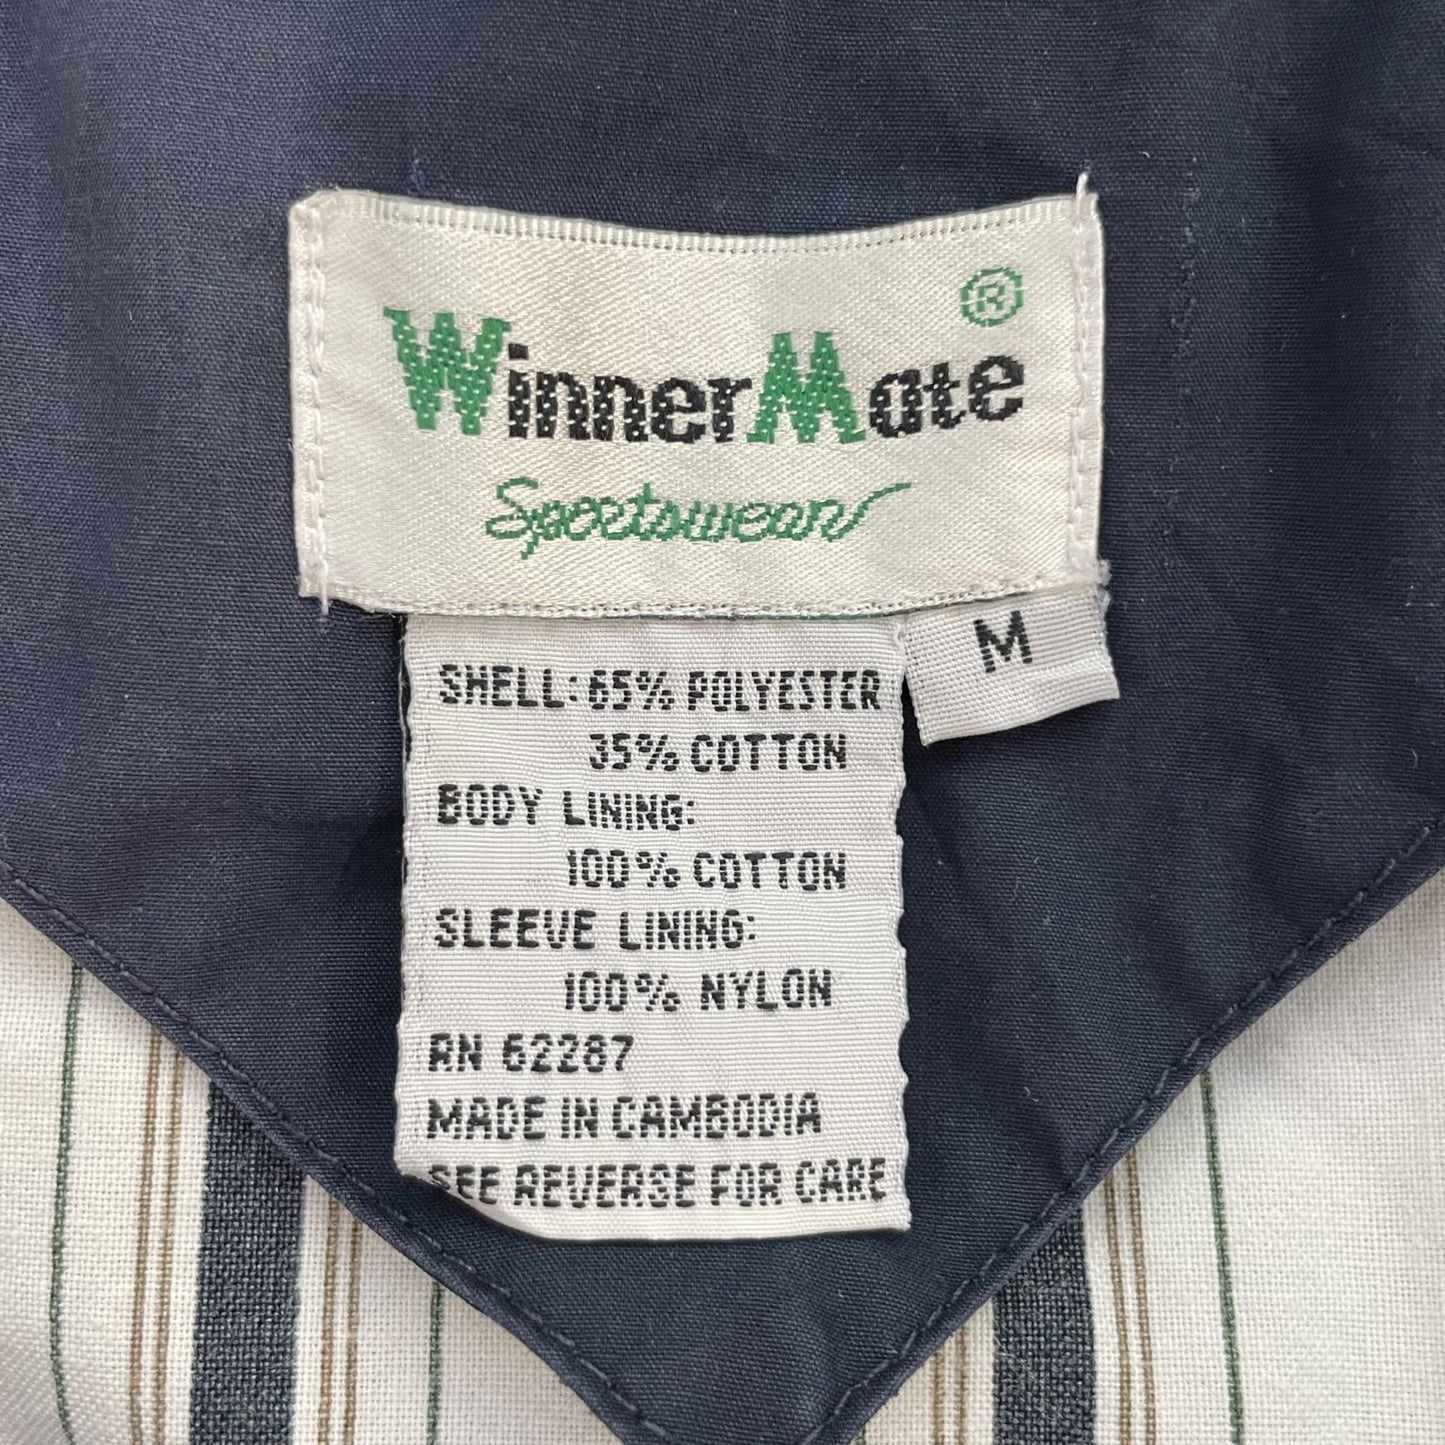 ®
WinnerMate
Sportswear
M
SHELL: 65% POLYESTER
35% COTTON
BODY LINING:
100% COTTON
SLEEVE LINING:
100% NYLON
RN 62287
MADE IN CAMBODIA
SEE REVERSE FOR CARE